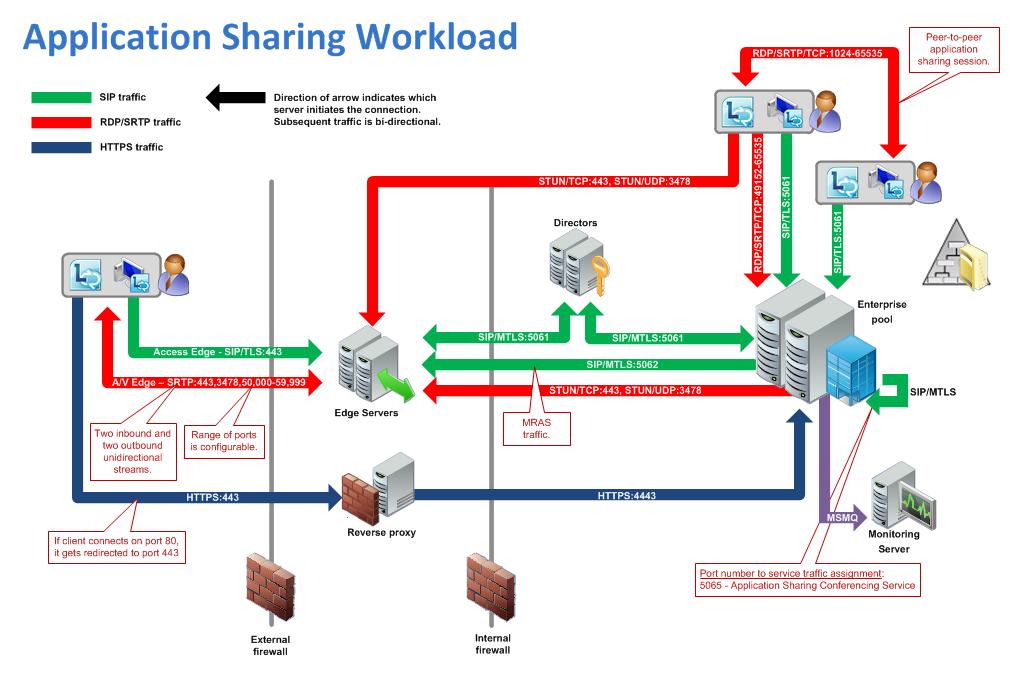 Application Sharing Workload
SIP traffic
RDP/SRTP traffic
HTTPS traffic
Direction of arrow indicates which
server initiates the connection.
Subsequent traffic is bi-directional.
RDP/SRTP/TCP:1024-65535
Peer-to-peer
application
sharing session.
STUN/TCP:443, STUN/UDP:3478
RDP/SRTP/TCP:49152-65535
SIP/TLS:5061
SIP/TLS:5061
Directors
Enterprise
pool
SIP/MTLS:5061
SIP/MTLS:5061
Access Edge - SIP/TLS:443
SIP/MTLS:5062
A/V Edge – SRTP:443,3478,50,000-59,999
STUN/TCP:443, STUN/UDP:3478
SIP/MTLS
Edge Servers
MRAS
traffic.
Two inbound and
two outbound
unidirectional
streams.
Range of ports
is configurable.
HTTPS:443
HTTPS:4443
MSMQ
Reverse proxy
Monitoring
Server
If client connects on port 80,
it gets redirected to port 443
Port number to service traffic assignment:
5065 - Application Sharing Conferencing Service
External
firewall
Internal
firewall